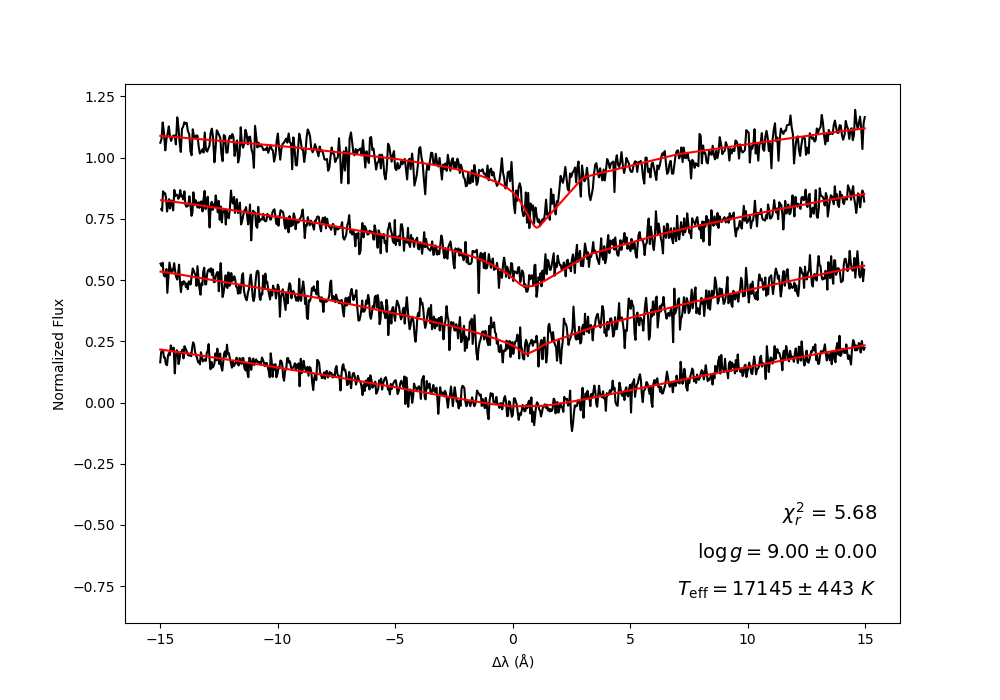 1.25
1.00
0.75
0.50
0.25
0.00
−0.25
−0.50
−0.75
Normalized Flux
χ²ᵣ = 5.68
log g = 9.00 ± 0.00
T_eff = 17145 ± 443 K
−15 −10 −5 0 5 10 15
Δλ (Å)